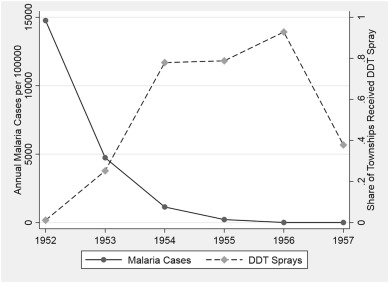 Annual Malaria Cases per 100000
15000
10000
5000
0
Share of Townships Received DDT Spray
1
.8
.6
.4
.2
0
1952 1953 1954 1955 1956 1957
Malaria Cases DDT Sprays